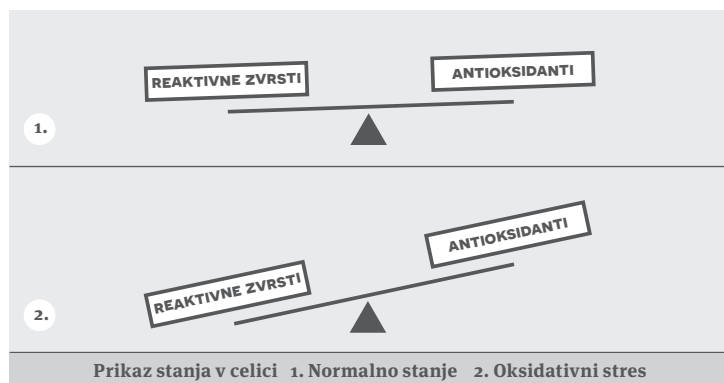 REAKTIVNE ZVRSTI
ANTIOKSIDANTI
1.
ANTIOKSIDANTI
REAKTIVNE ZVRSTI
2.
Prikaz stanja v celici 1. Normalno stanje 2. Oksidativni stres